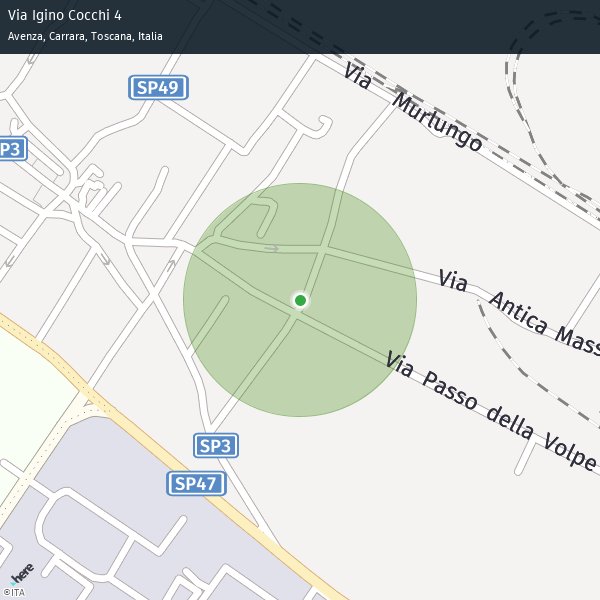 Via Igino Cocchi 4
Avenza, Carrara, Toscana, Italia
SP49
Via Murlungo
P3
Via Antica Mass
Via Passo della Volpe
SP3
SP47
here
©ITA